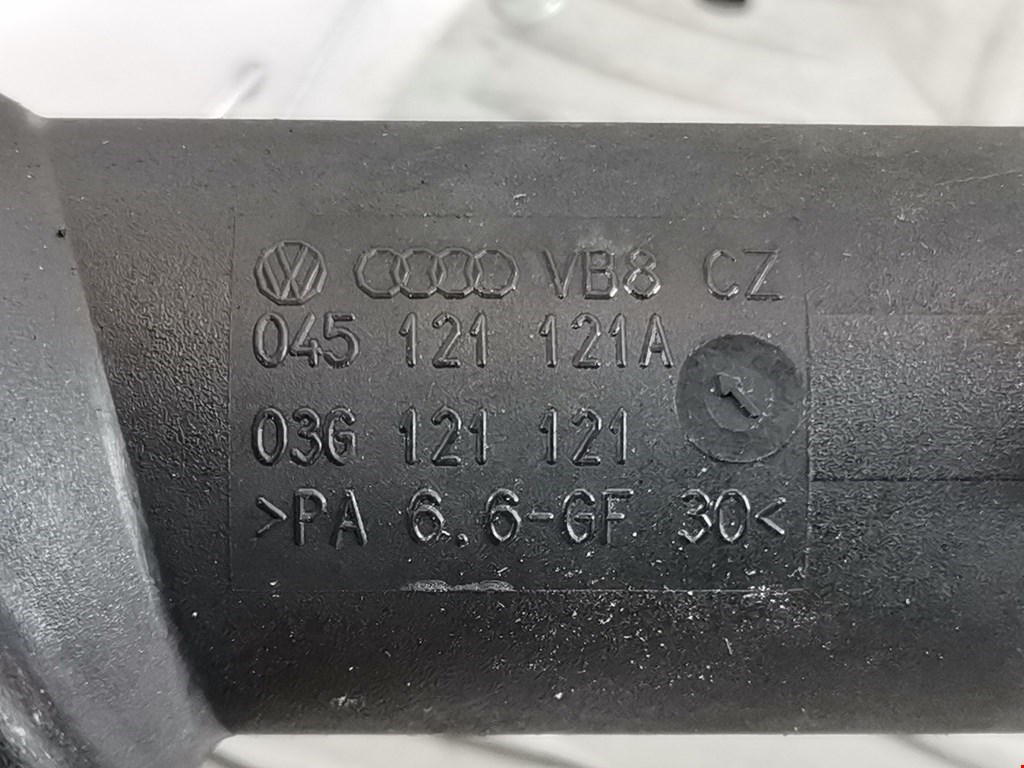 VB8 CZ
045 121 121A
03G 121 121
>PA 6.6-GF 30<